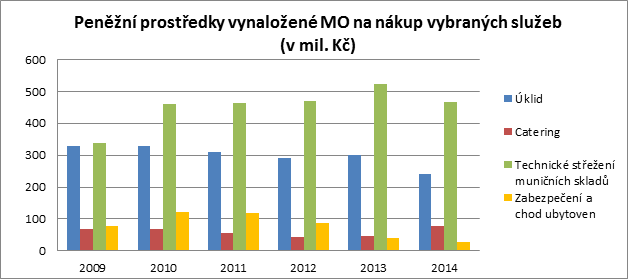 Peněžní prostředky vynaložené MO na nákup vybraných služeb
(v mil. Kč)
600
500
400
300
200
100
0
2009 2010 2011 2012 2013 2014
Úklid
Catering
Technické střežení
muničních skladů
Zabezpečení a
chod ubytoven